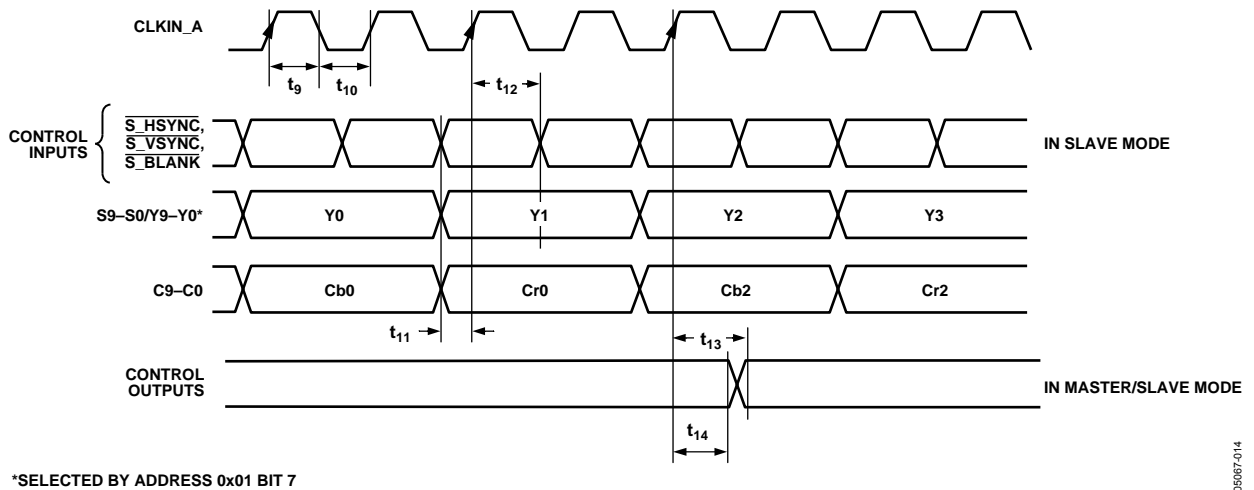 CLKIN_A
t9
t10
t12
CONTROL INPUTS
S_HSYNC,
S_VSYNC,
S_BLANK
IN SLAVE MODE
S9–S0/Y9–Y0*
Y0
Y1
Y2
Y3
C9–C0
Cb0
Cr0
Cb2
Cr2
t11
t13
CONTROL
OUTPUTS
IN MASTER/SLAVE MODE
t14
*SELECTED BY ADDRESS 0x01 BIT 7
05067-014